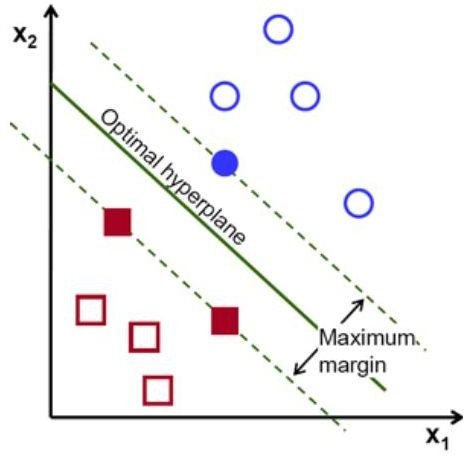 x₂
Optimal hyperplane
Maximum
margin
x₁